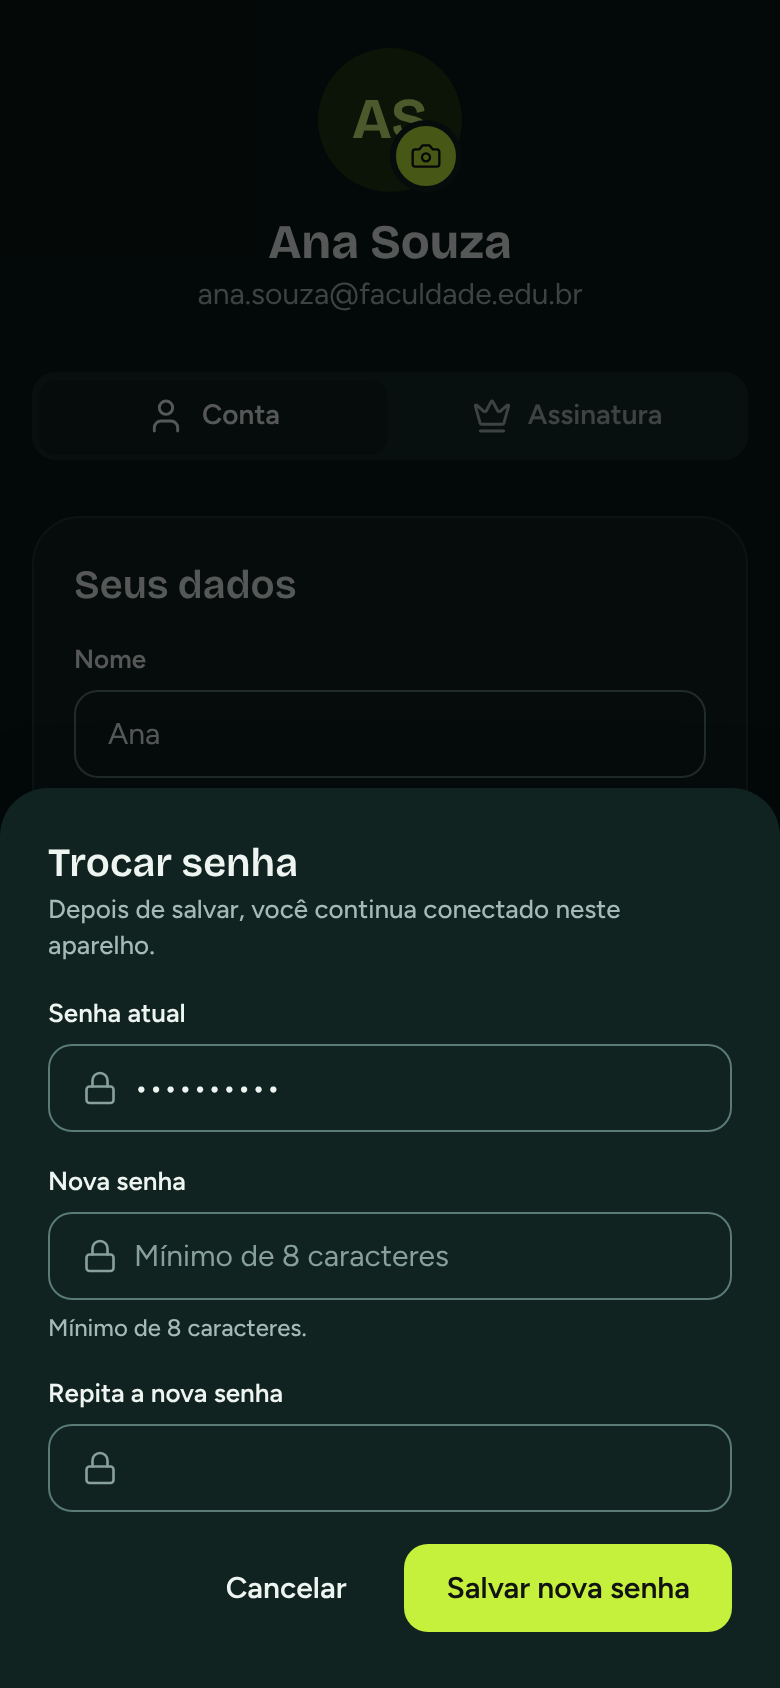 AS
Ana Souza
ana.souza@faculdade.edu.br
Conta
Assinatura
Seus dados
Nome
Ana
Trocar senha
Depois de salvar, você continua conectado neste
aparelho.
Senha atual
••••••••••
Nova senha
Mínimo de 8 caracteres
Mínimo de 8 caracteres.
Repita a nova senha
Cancelar
Salvar nova senha